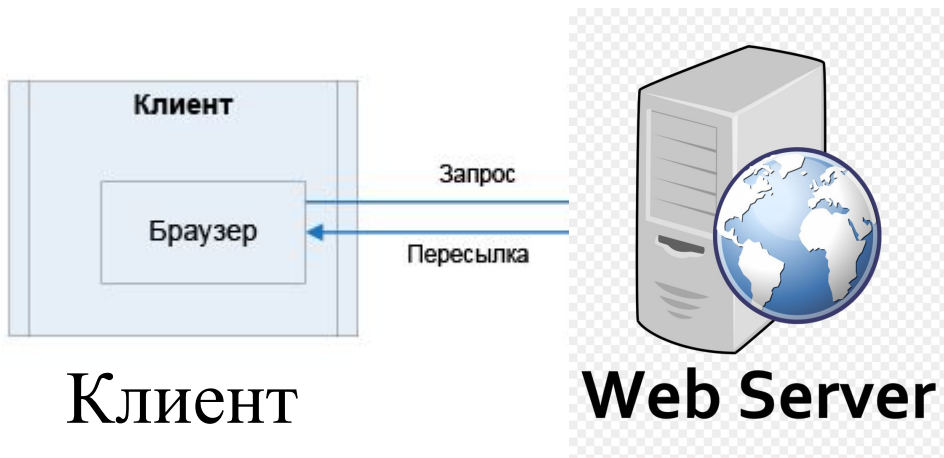 Клиент
Запрос
Браузер
Пересылка
Клиент
Web Server